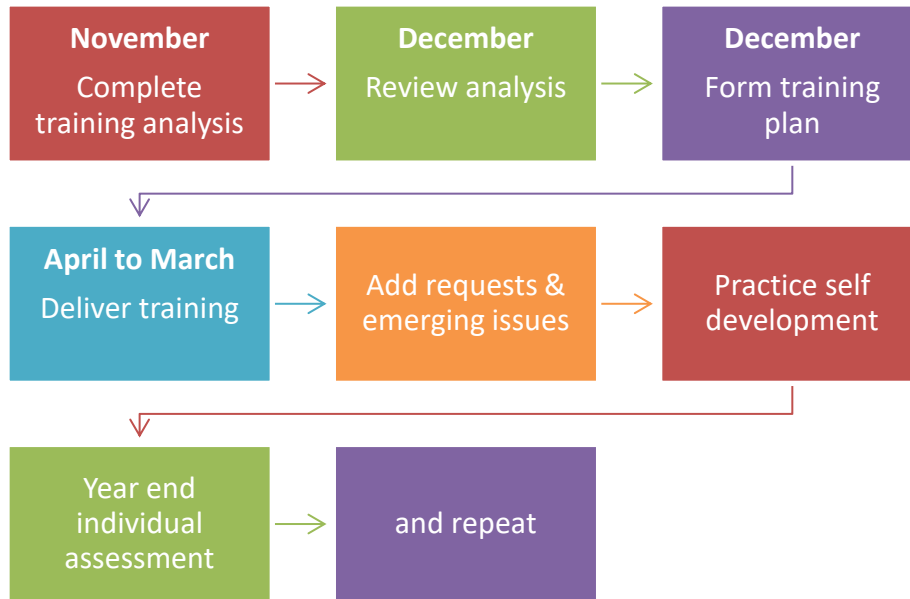 November
Complete
training analysis
December
Review analysis
December
Form training
plan
April to March
Deliver training
Add requests &
emerging issues
Practice self
development
Year end
individual
assessment
and repeat